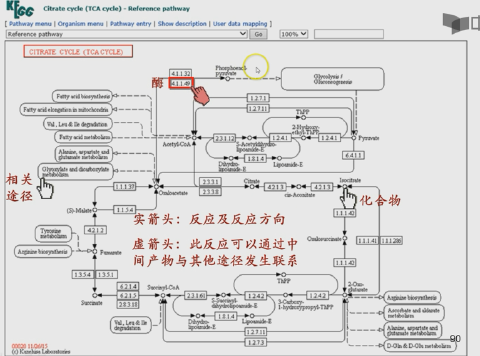 KEGG Citrate cycle (TCA cycle) - Reference pathway
[ Pathway menu | Organism menu | Pathway entry | Show description | User data mapping ]
Reference pathway Go 100%
CITRATE CYCLE (TCA CYCLE)
酶
4.1.1.32
4.1.1.49
Phosphoenol-
pyruvate
Glycolysis /
Gluconeogenesis
Fatty acid biosynthesis
Fatty acid elongation in mitochondria
Val, Leu & Ile degradation
Fatty acid metabolism
Alanine, aspartate and
glutamate metabolism
Glyoxylate and dicarboxylate
metabolism
1.2.7.1
ThPP
2-Hydroxy-
ethyl-ThPP
Acetyl-CoA
2.3.1.12
1.2.4.1
1.2.4.1
Pyruvate
S-Acetyldihydro-
lipoamide-E
Dihydro-
lipoamide-E
1.8.1.4
Lipoamide-E
6.4.1.1
相关
途径
1.1.1.37
Oxaloacetate
2.3.3.1
2.3.3.8
Citrate
4.2.1.3
cis-Aconitate
4.2.1.3
Isocitrate
化合物
(S)-Malate
1.1.5.4
1.1.1.42
实箭头: 反应及反应方向
虚箭头: 此反应可以通过中
间产物与其他途径发生联系
Tyrosine
metabolism
4.2.1.2
Oxalosuccinate
1.1.1.41
Arginine biosynthesis
Fumarate
1.1.1.42
1.3.5.4
1.3.5.1
ThPP
2-Oxo-
glutarate
Succinate
6.2.1.4
6.2.1.5
2.8.3.18
Succinyl-CoA
2.3.1.61
1.2.4.2
1.2.4.2
S-Succinyl-
dihydrolipoamide-E
3-Carboxy-
1-hydroxypropyl-ThPP
Dihydro-
lipoamide-E
1.8.1.4
Lipoamide-E
Val, Leu & Ile
degradation
1.2.7.11
1.2.7.3
Arginine biosynthesis
Ascorbate and aldarate
metabolism
Alanine, aspartate and
glutamate metabolism
D-Gln & D-Glu metabolism
90
(c) Kanehisa Laboratories